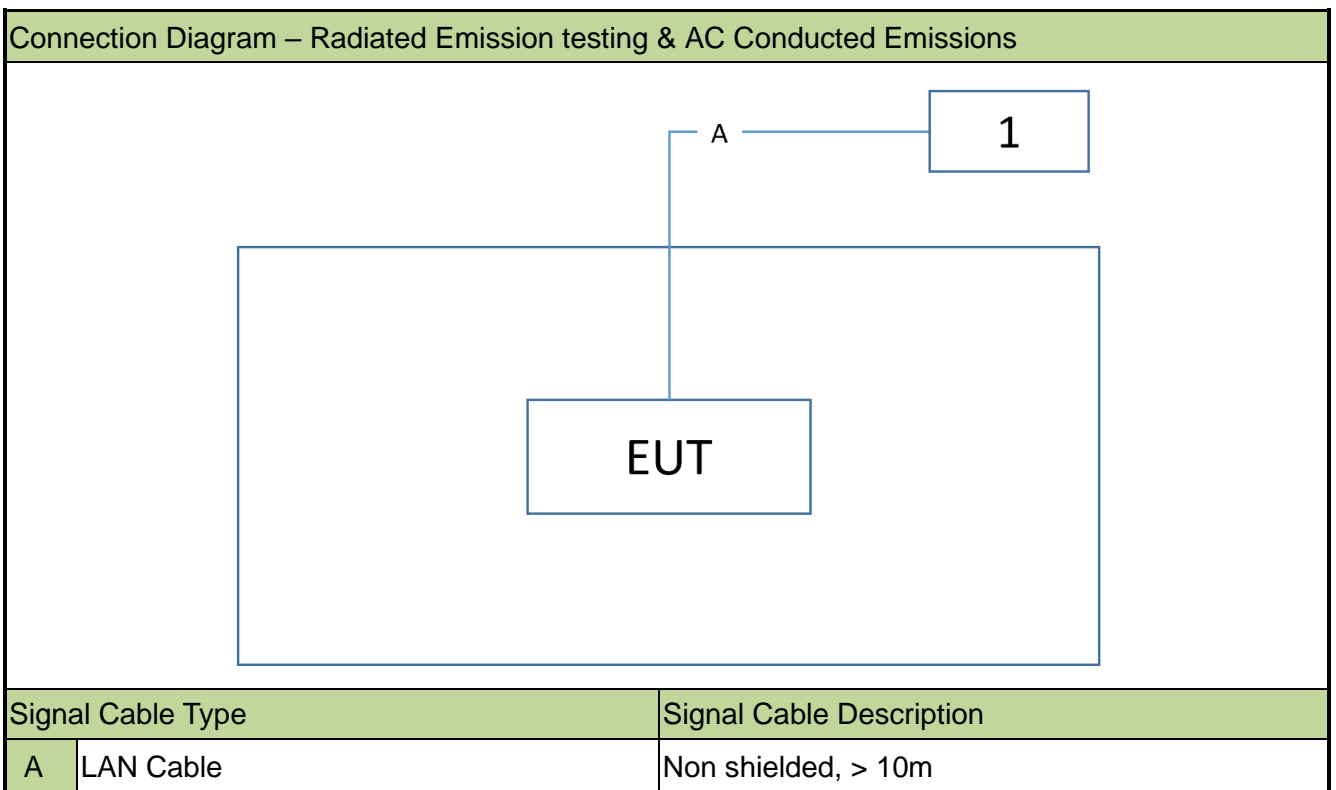 Connection Diagram – Radiated Emission testing & AC Conducted Emissions
A
1
EUT
Signal Cable Type Signal Cable Description
A LAN Cable Non shielded, > 10m